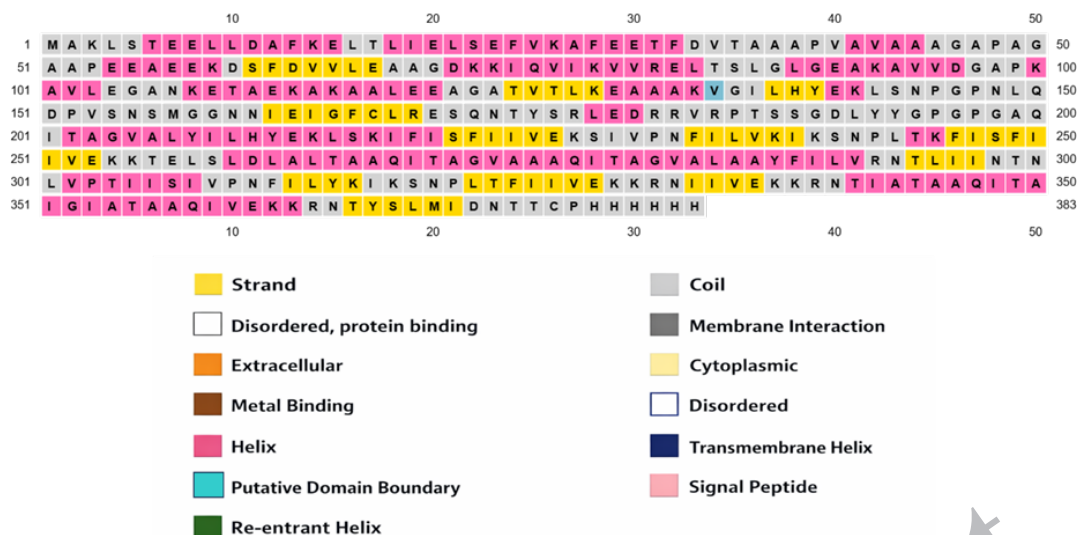 10 20 30 40 50
1 M A K L S T E E L L D A F K E L T L I E L S E F V K A F E E T F D V T A A A P V A V A A A G A P A G 50
51 A A P E E A E E K D S F D V V L E A A G D K K I Q V I K V V R E L T S L G L G E A K A V V D G A P K 100
101 A V L E G A N K E T A E K A K A A L E E A G A T V T L K E A A A K V G I L H Y E K L S N P G P N L Q 150
151 D P V S N S M G G N N I E I G F C L R E S Q N T Y S R L E D R R V R P T S S G D L Y Y G P G P G A Q 200
201 I T A G V A L Y I L H Y E K L S K I F I S F I I V E K S I V P N F I L V K I K S N P L T K F I S F I 250
251 I V E K K T E L S L D L A L T A A Q I T A G V A A A Q I T A G V A L A A Y F I L V R N T L I I N T N 300
301 L V P T I I S I V P N F I L Y K I K S N P L T F I I V E K K R N I I V E K K R N T I A T A A Q I T A 350
351 I G I A T A A Q I V E K K R N T Y S L M I D N T T C P H H H H H H 383
10 20 30 40 50
Strand Coil
Disordered, protein binding Membrane Interaction
Extracellular Cytoplasmic
Metal Binding Disordered
Helix Transmembrane Helix
Putative Domain Boundary Signal Peptide
Re-entrant Helix